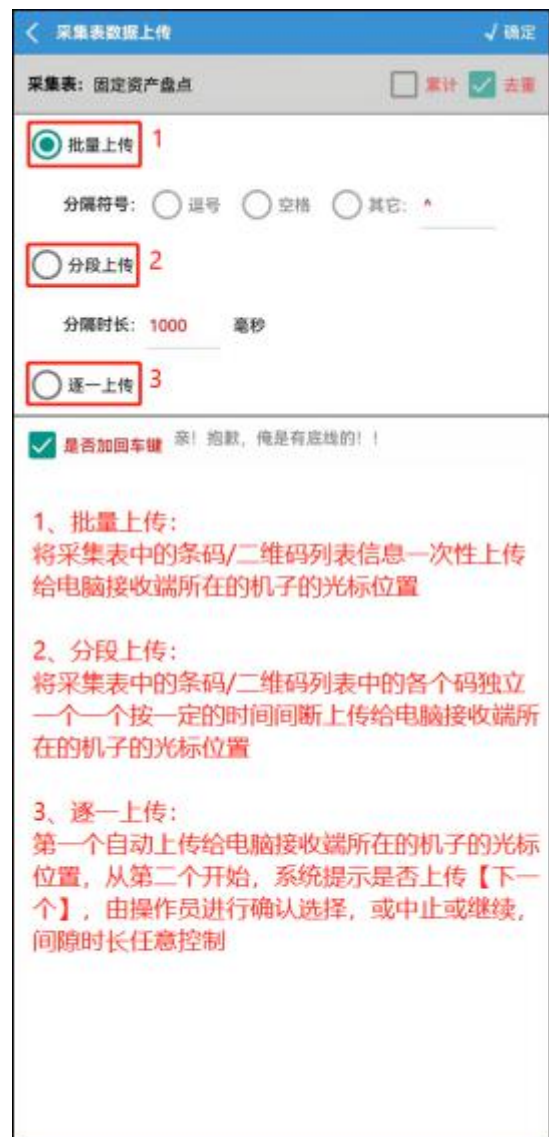 采集表数据上传 √确定
采集表: 固定资产盘点 累计 去重
批量上传 1
分隔符号: 逗号 空格 其它: ^
分段上传 2
分隔时长: 1000 毫秒
逐一上传 3
是否加回车键 亲! 抱歉, 俺是有底线的! !
1、批量上传:
将采集表中的条码/二维码列表信息一次性上传
给电脑接收端所在的机子的光标位置
2、分段上传:
将采集表中的条码/二维码列表中的各个码独立
一个一个按一定的时间间断上传给电脑接收端所
在的机子的光标位置
3、逐一上传:
第一个自动上传给电脑接收端所在的机子的光标
位置, 从第二个开始, 系统提示是否上传【下一
个】, 由操作员进行确认选择, 或中止或继续,
间隙时长任意控制